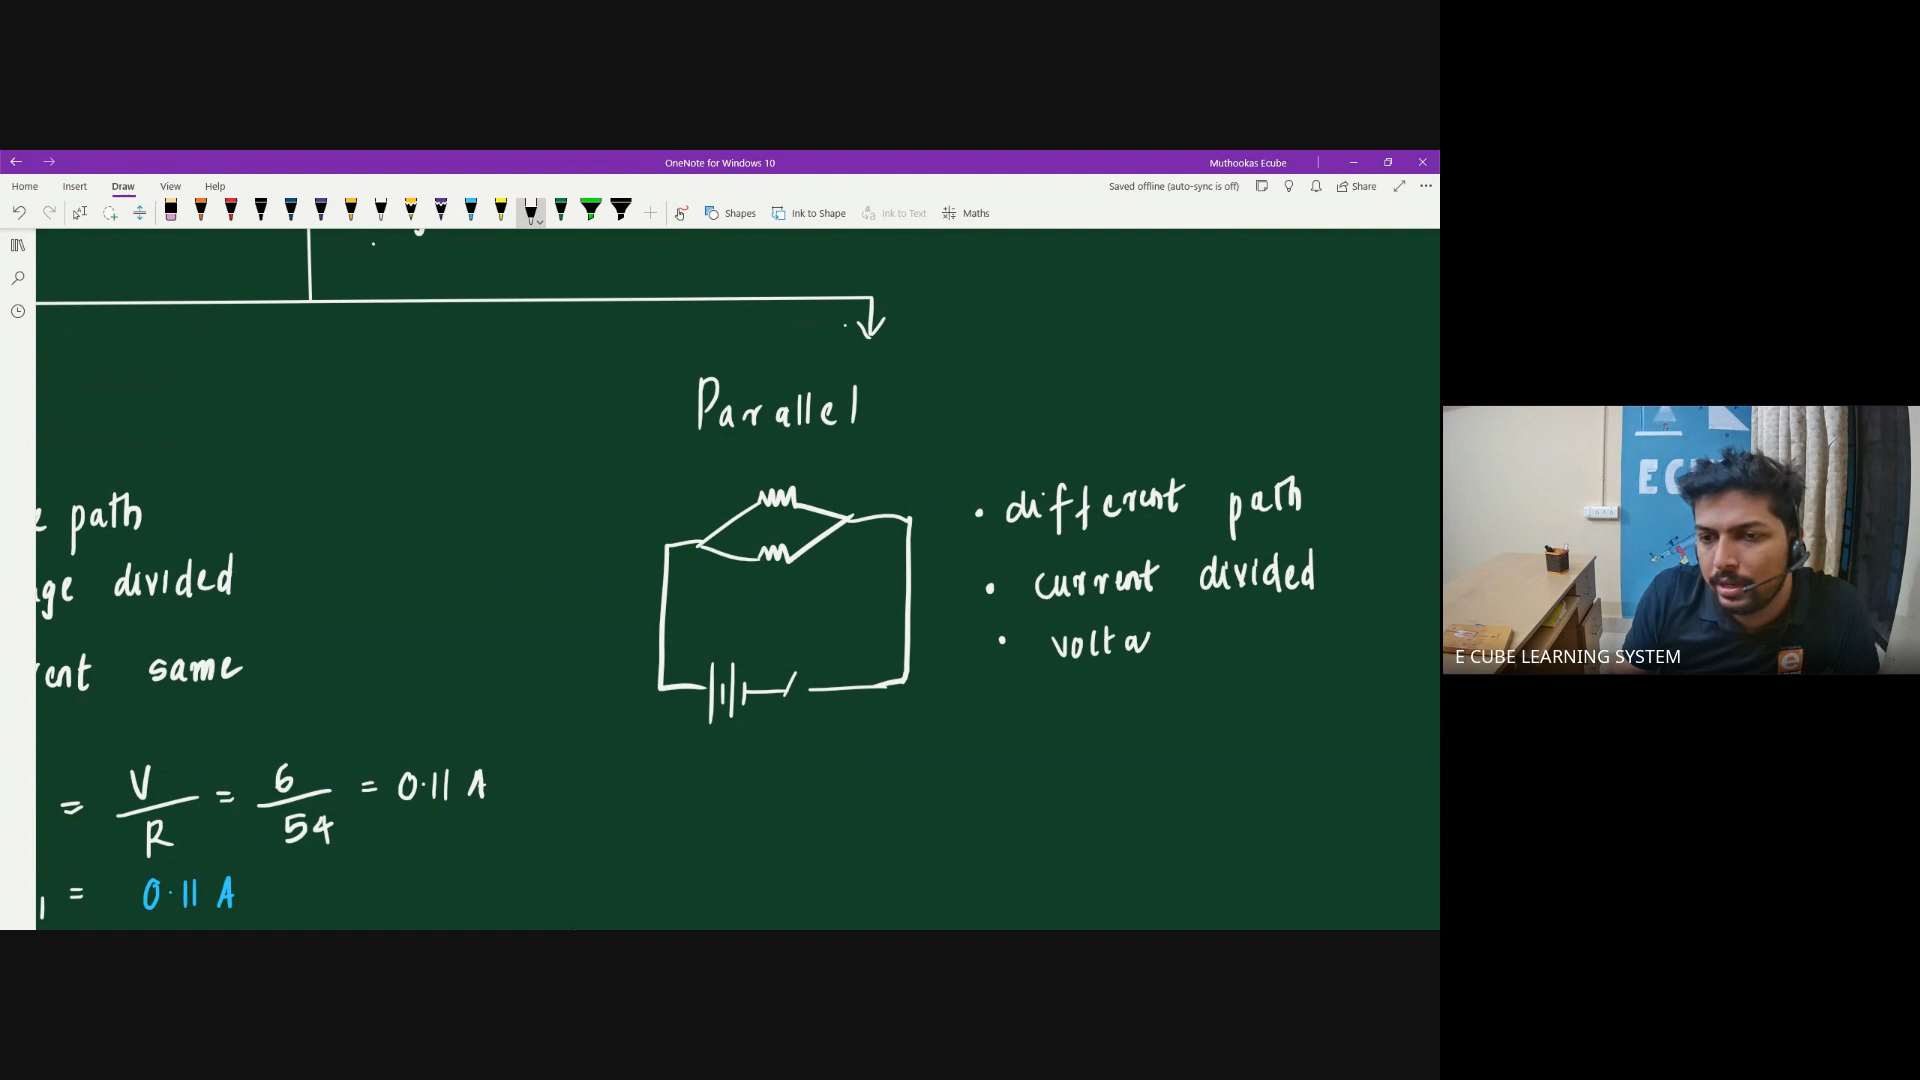 OneNote for Windows 10
Muthookas Ecube
Home Insert Draw View Help
Saved offline (auto-sync is off)
Share
Shapes
Ink to Shape
Ink to Text
Maths
Parallel
path
divided
same
• different path
• current divided
• volta
= V/R = 6/54 = 0.11 A
= 0.11 A
EC
E CUBE LEARNING SYSTEM